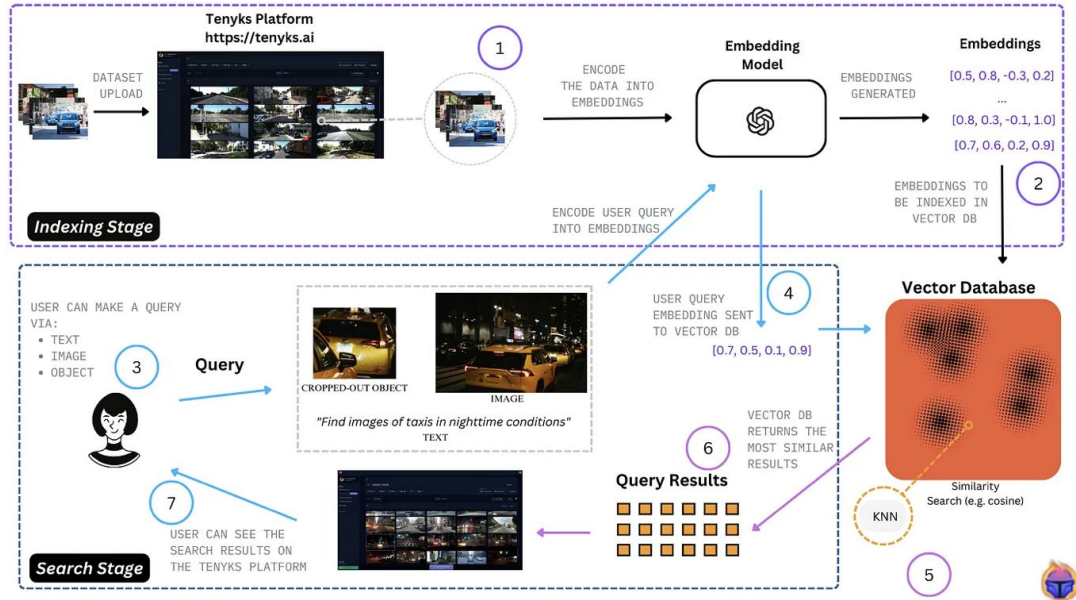 Tenyks Platform
https://tenyks.ai
DATASET
UPLOAD
1
ENCODE
THE DATA INTO
EMBEDDINGS
Embedding
Model
EMBEDDINGS
GENERATED
Embeddings
[0.5, 0.8, -0.3, 0.2]
...
[0.8, 0.3, -0.1, 1.0]
[0.7, 0.6, 0.2, 0.9]
2
EMBEDDINGS TO
BE INDEXED IN
VECTOR DB
Indexing Stage
ENCODE USER QUERY
INTO EMBEDDINGS
USER CAN MAKE A QUERY
VIA:
• TEXT
• IMAGE
• OBJECT
3
Query
CROPPED-OUT OBJECT
IMAGE
"Find images of taxis in nighttime conditions"
TEXT
4
USER QUERY
EMBEDDING SENT
TO VECTOR DB
[0.7, 0.5, 0.1, 0.9]
Vector Database
Similarity
Search (e.g. cosine)
KNN
5
6
VECTOR DB
RETURNS THE
MOST SIMILAR
RESULTS
Query Results
7
USER CAN SEE THE
SEARCH RESULTS ON
THE TENYKS PLATFORM
Search Stage